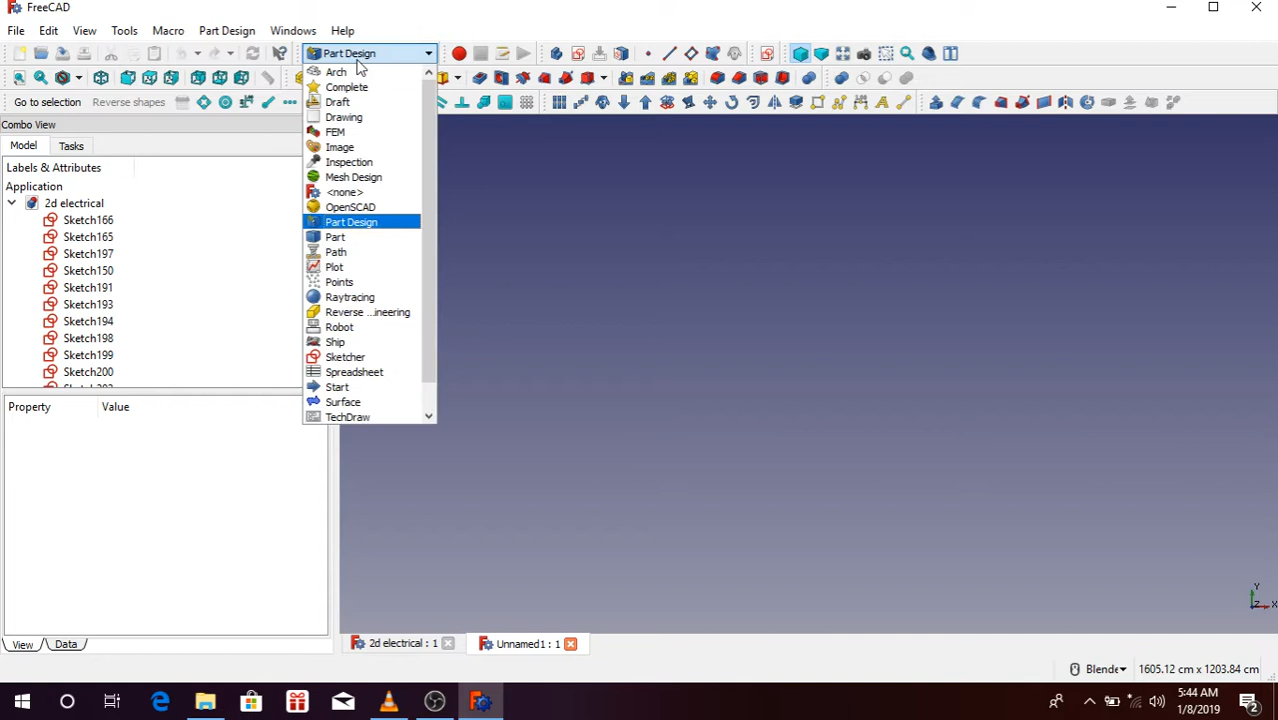 FreeCAD
File Edit View Tools Macro Part Design Windows Help
Part Design
Go to selection Reverse shapes
Combo View
Model Tasks
Labels & Attributes
Application
2d electrical
Sketch166
Sketch165
Sketch197
Sketch150
Sketch191
Sketch193
Sketch194
Sketch198
Sketch199
Sketch200
Arch
Complete
Draft
Drawing
FEM
Image
Inspection
Mesh Design
<none>
OpenSCAD
Part Design
Part
Path
Plot
Points
Raytracing
Reverse ...ineering
Robot
Ship
Sketcher
Spreadsheet
Start
Surface
TechDraw
Property Value
View Data
Y
Z X
2d electrical : 1 Unnamed1 : 1
Blende 1605.12 cm x 1203.84 cm
5:44 AM
1/8/2019
2